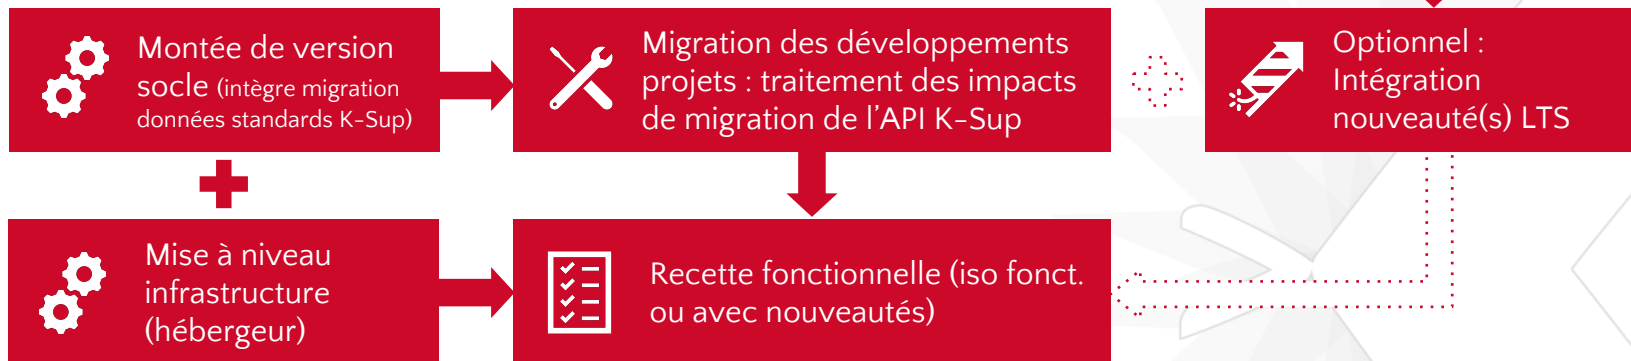 Montée de version
socle (intègre migration
données standards K-Sup)
Migration des développements
projets : traitement des impacts
de migration de l'API K-Sup
Optionnel :
Intégration
nouveauté(s) LTS
Mise à niveau
infrastructure
(hébergeur)
Recette fonctionnelle (iso fonct.
ou avec nouveautés)